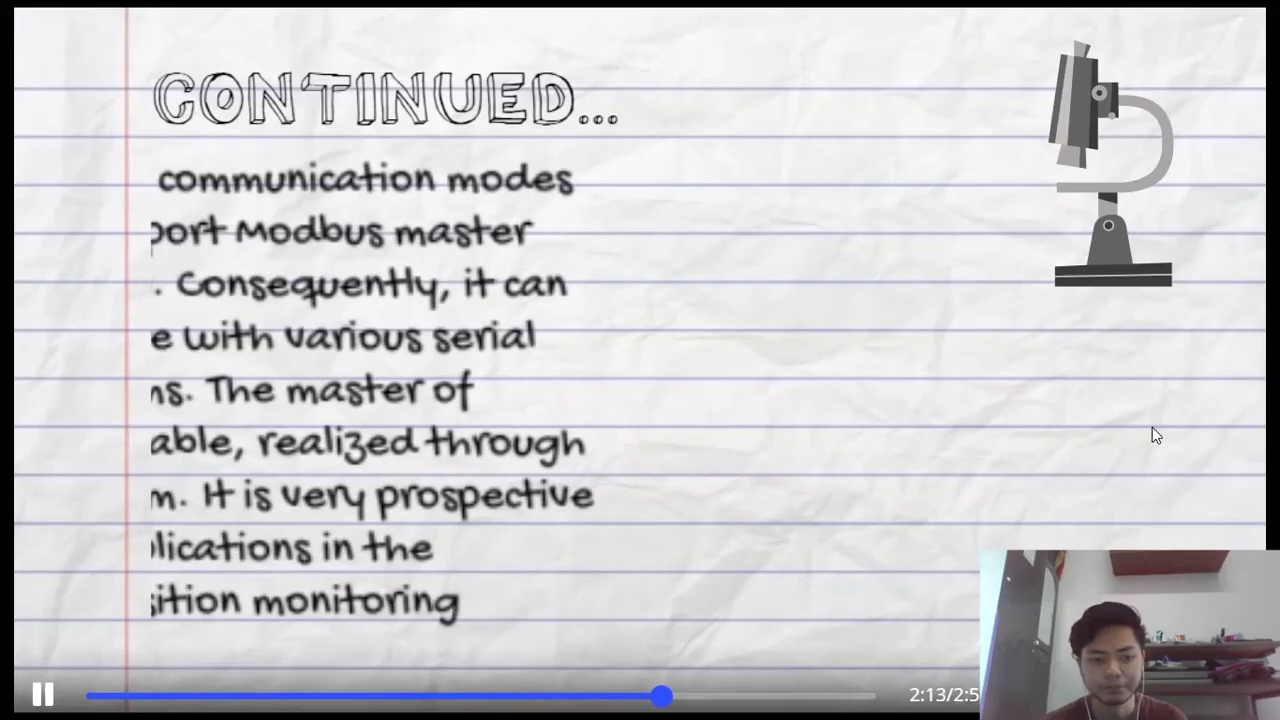 CONTINUED...
communication modes
port Modbus master
. Consequently, it can
e with various serial
ns. The master of
able, realized through
m. It is very prospective
lications in the
sition monitoring
2:13/2:5